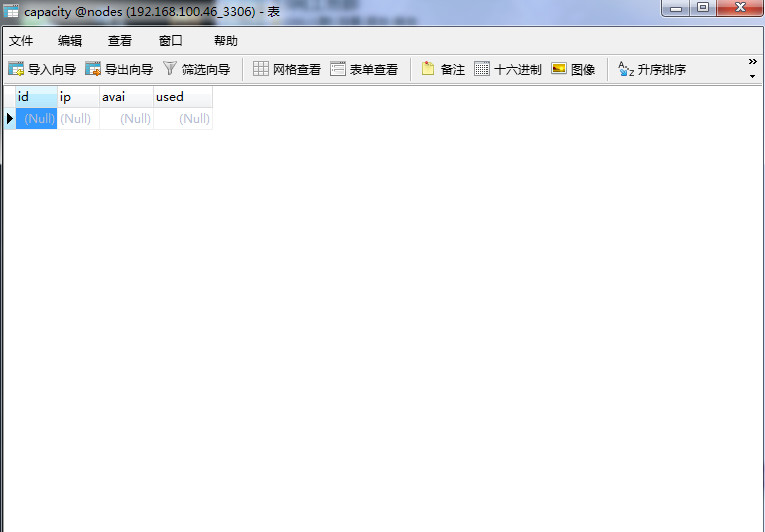 capacity @nodes (192.168.100.46_3306) - 表
文件 编辑 查看 窗口 帮助
导入向导 导出向导 筛选向导 网格查看 表单查看 备注 十六进制 图像 升序排序
id ip avai used
(Null) (Null) (Null) (Null)